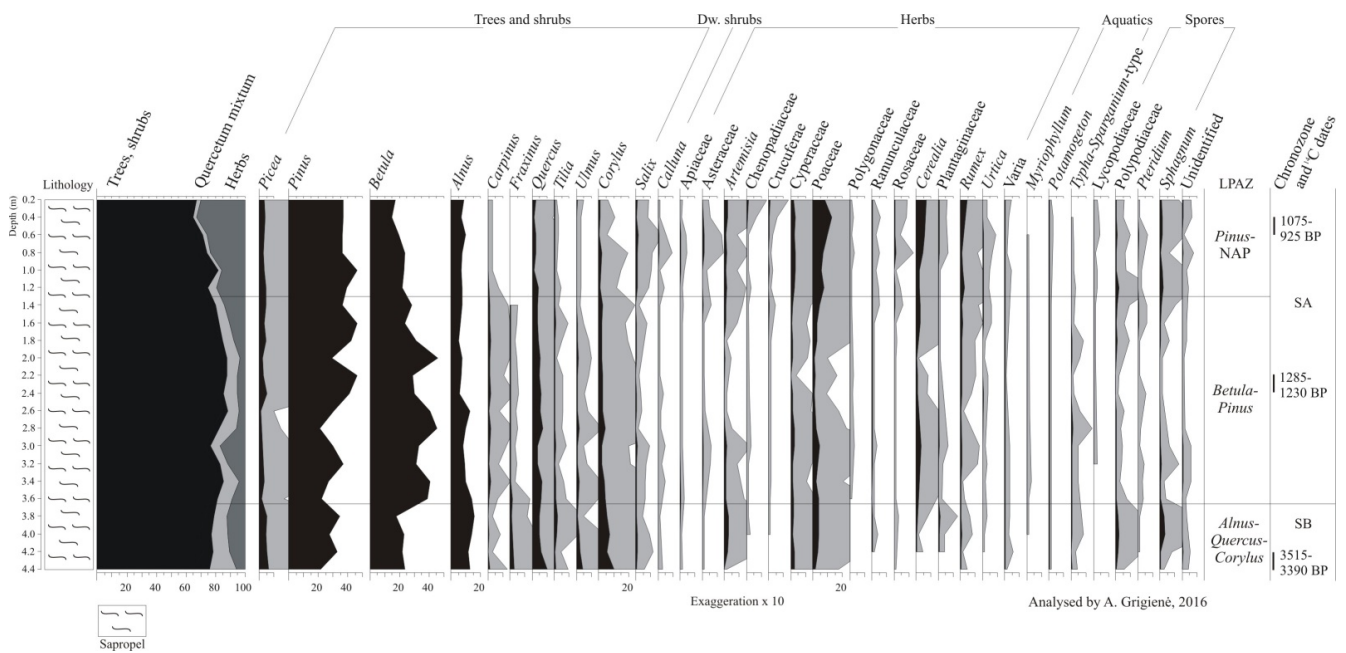 Trees and shrubs
Dw. shrubs
Herbs
Aquatics
Spores
Lithology
Trees, shrubs
Quercetum mixtum
Herbs
Picea
Pinus
Betula
Alnus
Carpinus
Fraxinus
Quercus
Tilia
Ulmus
Corylus
Salix
Calluna
Apiaceae
Asteraceae
Artemisia
Chenopadiaceae
Cruciferae
Cyperaceae
Poaceae
Polygonaceae
Ranunculaceae
Rosaceae
Cerealia
Plantaginaceae
Rumex
Urtica
Varia
Myriophyllum
Potamogeton
Typha-Sparganium-type
Lycopodiaceae
Polypodiaceae
Pteridium
Sphagnum
Unidentified
LPAZ
Chronozone
and ¹⁴C dates
Depth (m)
0.2
0.4
0.6
0.8
1.0
1.2
1.4
1.6
1.8
2.0
2.2
2.4
2.6
2.8
3.0
3.2
3.4
3.6
3.8
4.0
4.2
4.4
Pinus-
NAP
1075-
925 BP
SA
Betula-
Pinus
1285-
1230 BP
Alnus-
Quercus-
Corylus
SB
3515-
3390 BP
20 40 60 80 100 20 40 20 40 20 20 20
Exaggeration x 10
Analysed by A. Grigienė, 2016
Sapropel